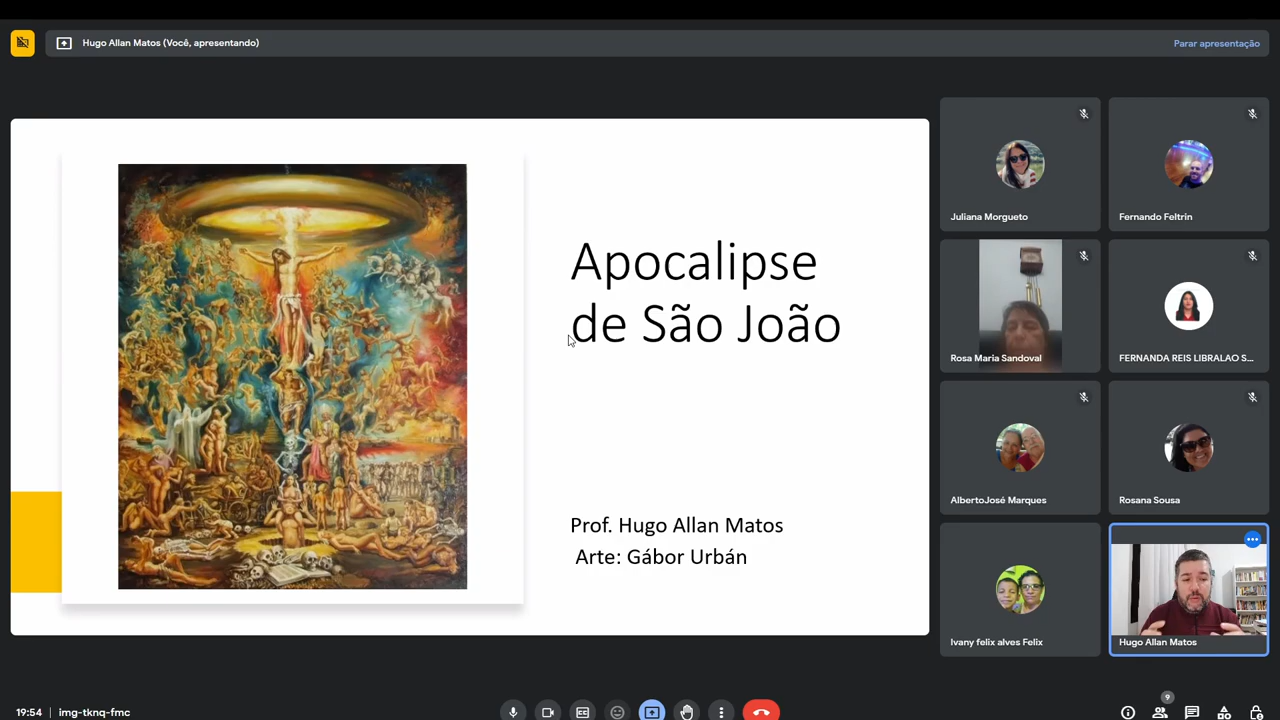 Hugo Allan Matos (Você, apresentando)
Parar apresentação
Apocalipse
de São João
Prof. Hugo Allan Matos
Arte: Gábor Urbán
Juliana Morgueto
Fernando Feltrin
Rosa Maria Sandoval
FERNANDA REIS LIBRALAO S...
AlbertoJosé Marques
Rosana Sousa
Ivany felix alves Felix
Hugo Allan Matos
19:54 | img-tknq-fmc
9